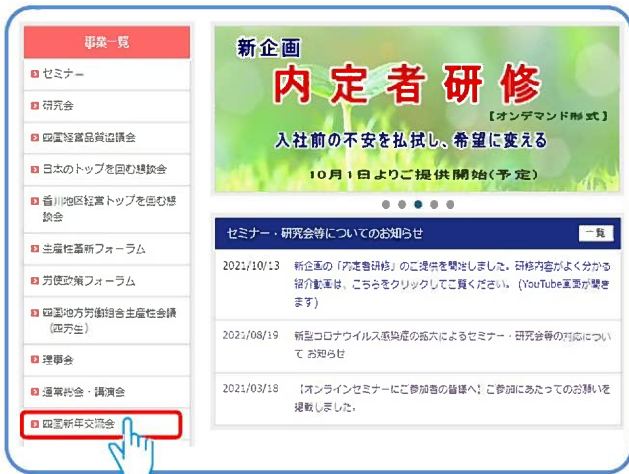 事業一覧
セミナー
研究会
四国経営品質協議会
日本のトップを囲む懇談会
香川地区経営トップを囲む懇
談会
生産性革新フォーラム
労使政策フォーラム
四国地方労働組合生産性会議
(四労生)
理事会
通常総会・講演会
四国新年交流会
新企画
内定者研修
【オンデマンド形式】
入社前の不安を払拭し、希望に変える
10月1日よりご提供開始(予定)
セミナー・研究会等についてのお知らせ
一覧
2021/10/13 新企画の「内定者研修」のご提供を開始しました。研修内容がよく分かる
紹介動画は、こちらをクリックしてご覧ください。 (YouTube画面が開き
ます)
2021/08/19 新型コロナウイルス感染症の拡大によるセミナー・研究会等の対応につい
て お知らせ
2021/03/18 【オンラインセミナーにご参加者の皆様へ】ご参加にあたってのお願いを
掲載しました。